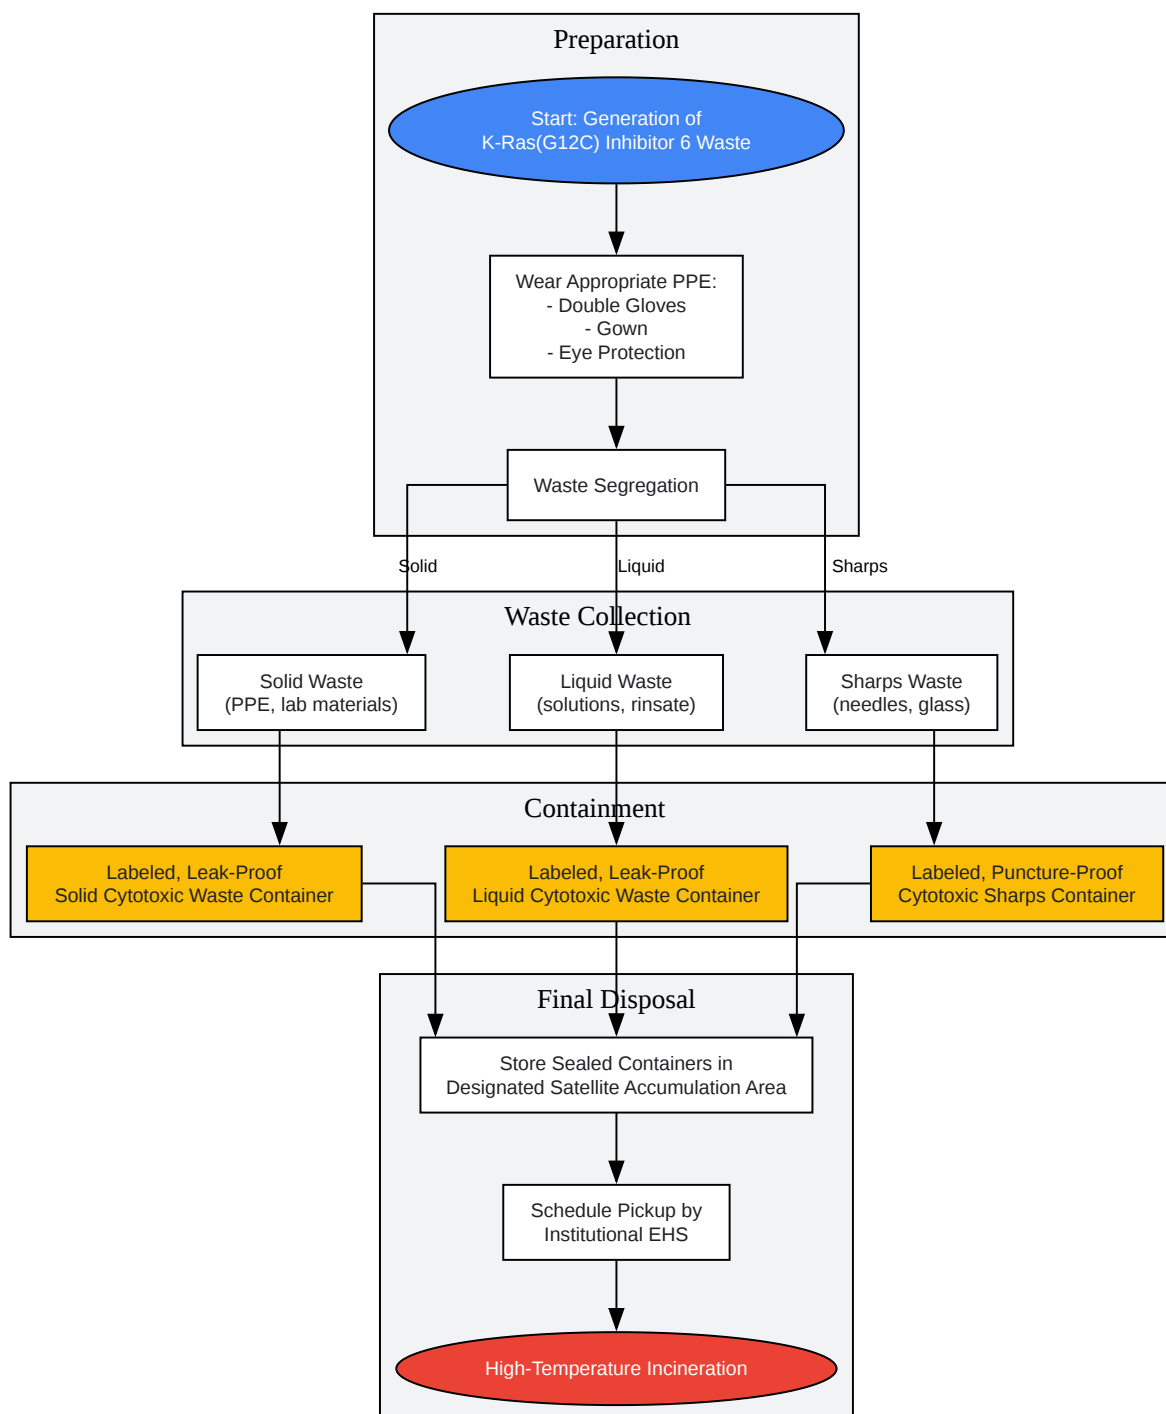 Preparation
Start: Generation of
K-Ras(G12C) Inhibitor 6 Waste
Wear Appropriate PPE:
- Double Gloves
- Gown
- Eye Protection
Waste Segregation
Solid
Liquid
Sharps
Waste Collection
Solid Waste
(PPE, lab materials)
Liquid Waste
(solutions, rinsate)
Sharps Waste
(needles, glass)
Containment
Labeled, Leak-Proof
Solid Cytotoxic Waste Container
Labeled, Leak-Proof
Liquid Cytotoxic Waste Container
Labeled, Puncture-Proof
Cytotoxic Sharps Container
Final Disposal
Store Sealed Containers in
Designated Satellite Accumulation Area
Schedule Pickup by
Institutional EHS
High-Temperature Incineration